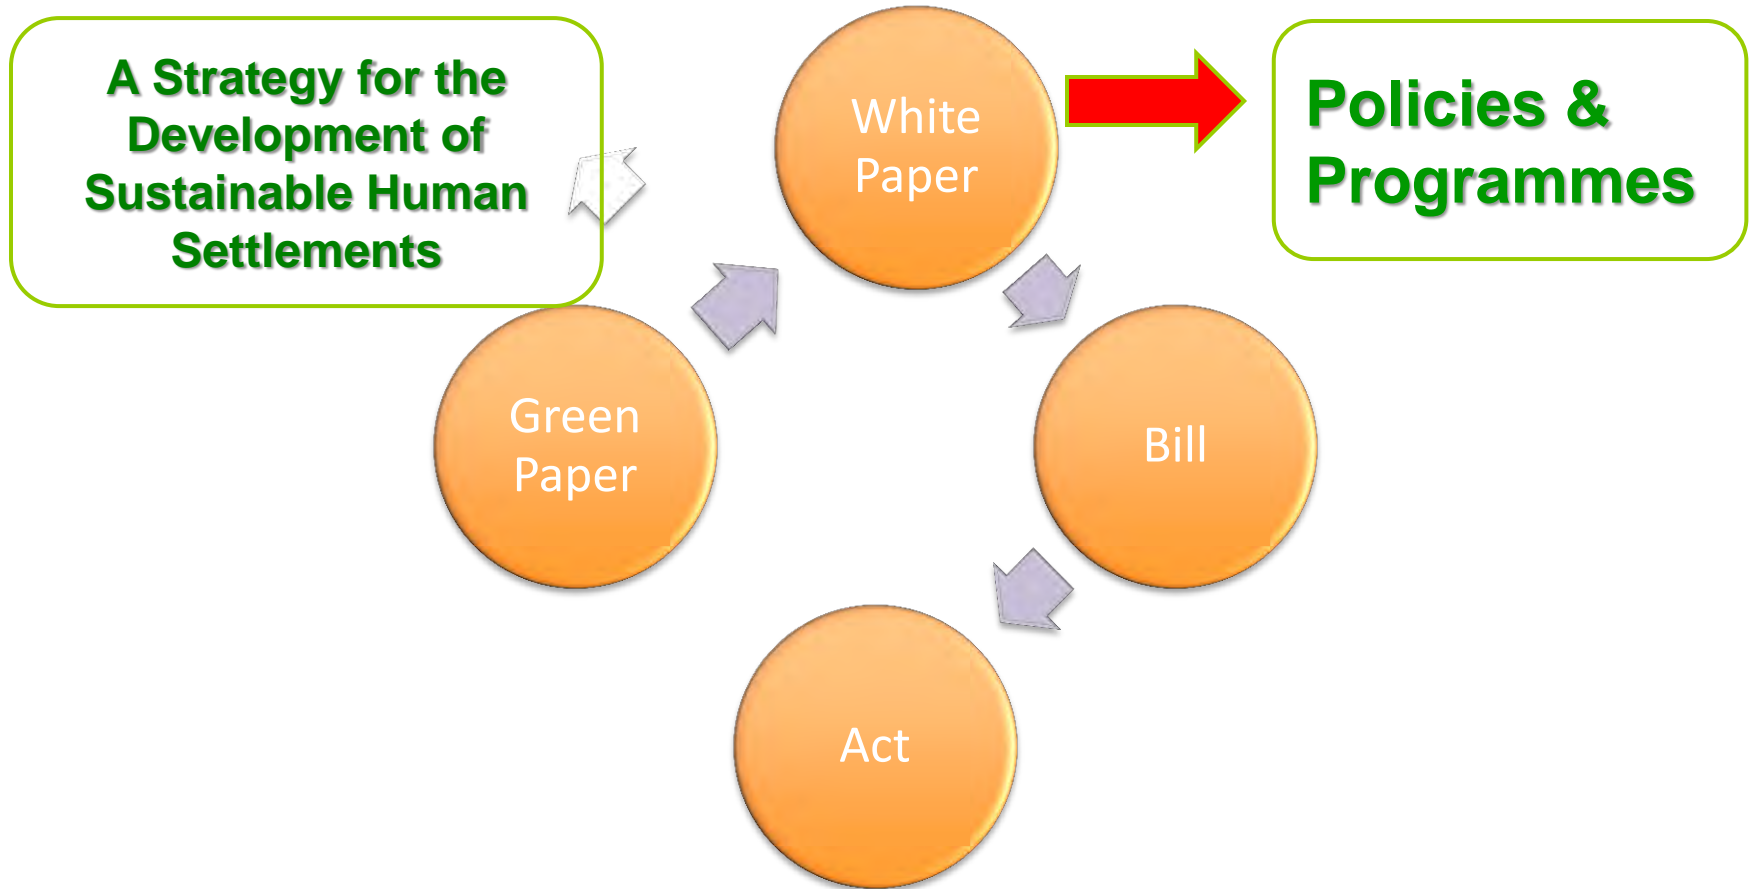 A Strategy for the
Development of
Sustainable Human
Settlements
White
Paper
Policies &
Programmes
Green
Paper
Bill
Act